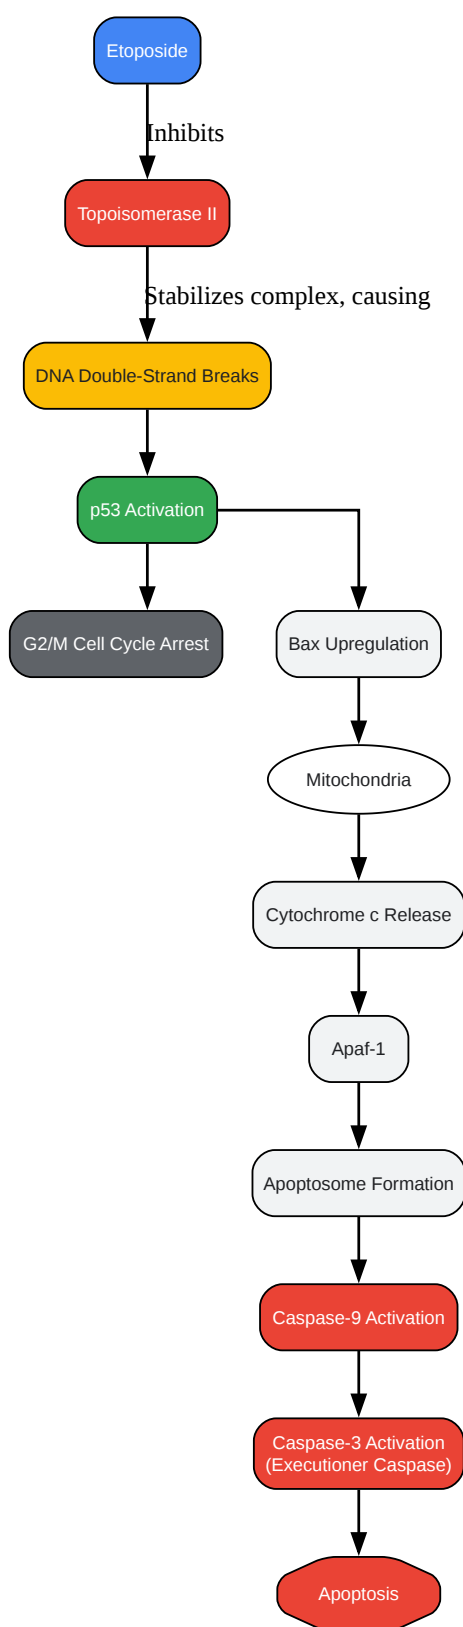 Etoposide
Inhibits
Topoisomerase II
Stabilizes complex, causing
DNA Double-Strand Breaks
p53 Activation
G2/M Cell Cycle Arrest
Bax Upregulation
Mitochondria
Cytochrome c Release
Apaf-1
Apoptosome Formation
Caspase-9 Activation
Caspase-3 Activation
(Executioner Caspase)
Apoptosis